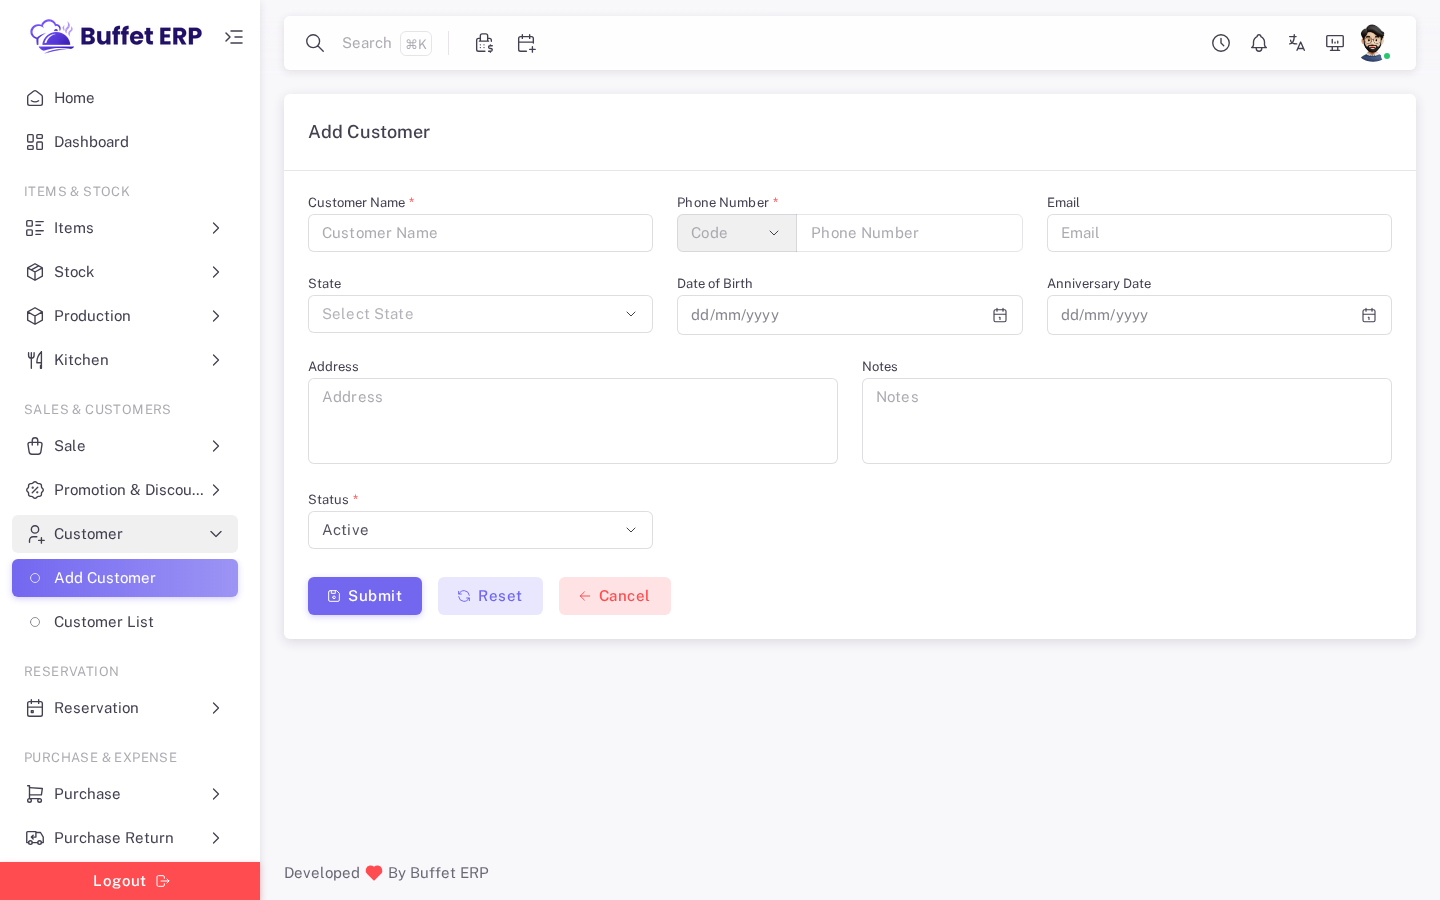 Buffet ERP
Search ⌘K
Home
Dashboard
ITEMS & STOCK
Items
Stock
Production
Kitchen
SALES & CUSTOMERS
Sale
Promotion & Discou...
Customer
Add Customer
Customer List
RESERVATION
Reservation
PURCHASE & EXPENSE
Purchase
Purchase Return
Logout
Add Customer
Customer Name *
Customer Name
Phone Number *
Code
Phone Number
Email
Email
State
Select State
Date of Birth
dd/mm/yyyy
Anniversary Date
dd/mm/yyyy
Address
Address
Notes
Notes
Status *
Active
Submit
Reset
Cancel
Developed ❤ By Buffet ERP